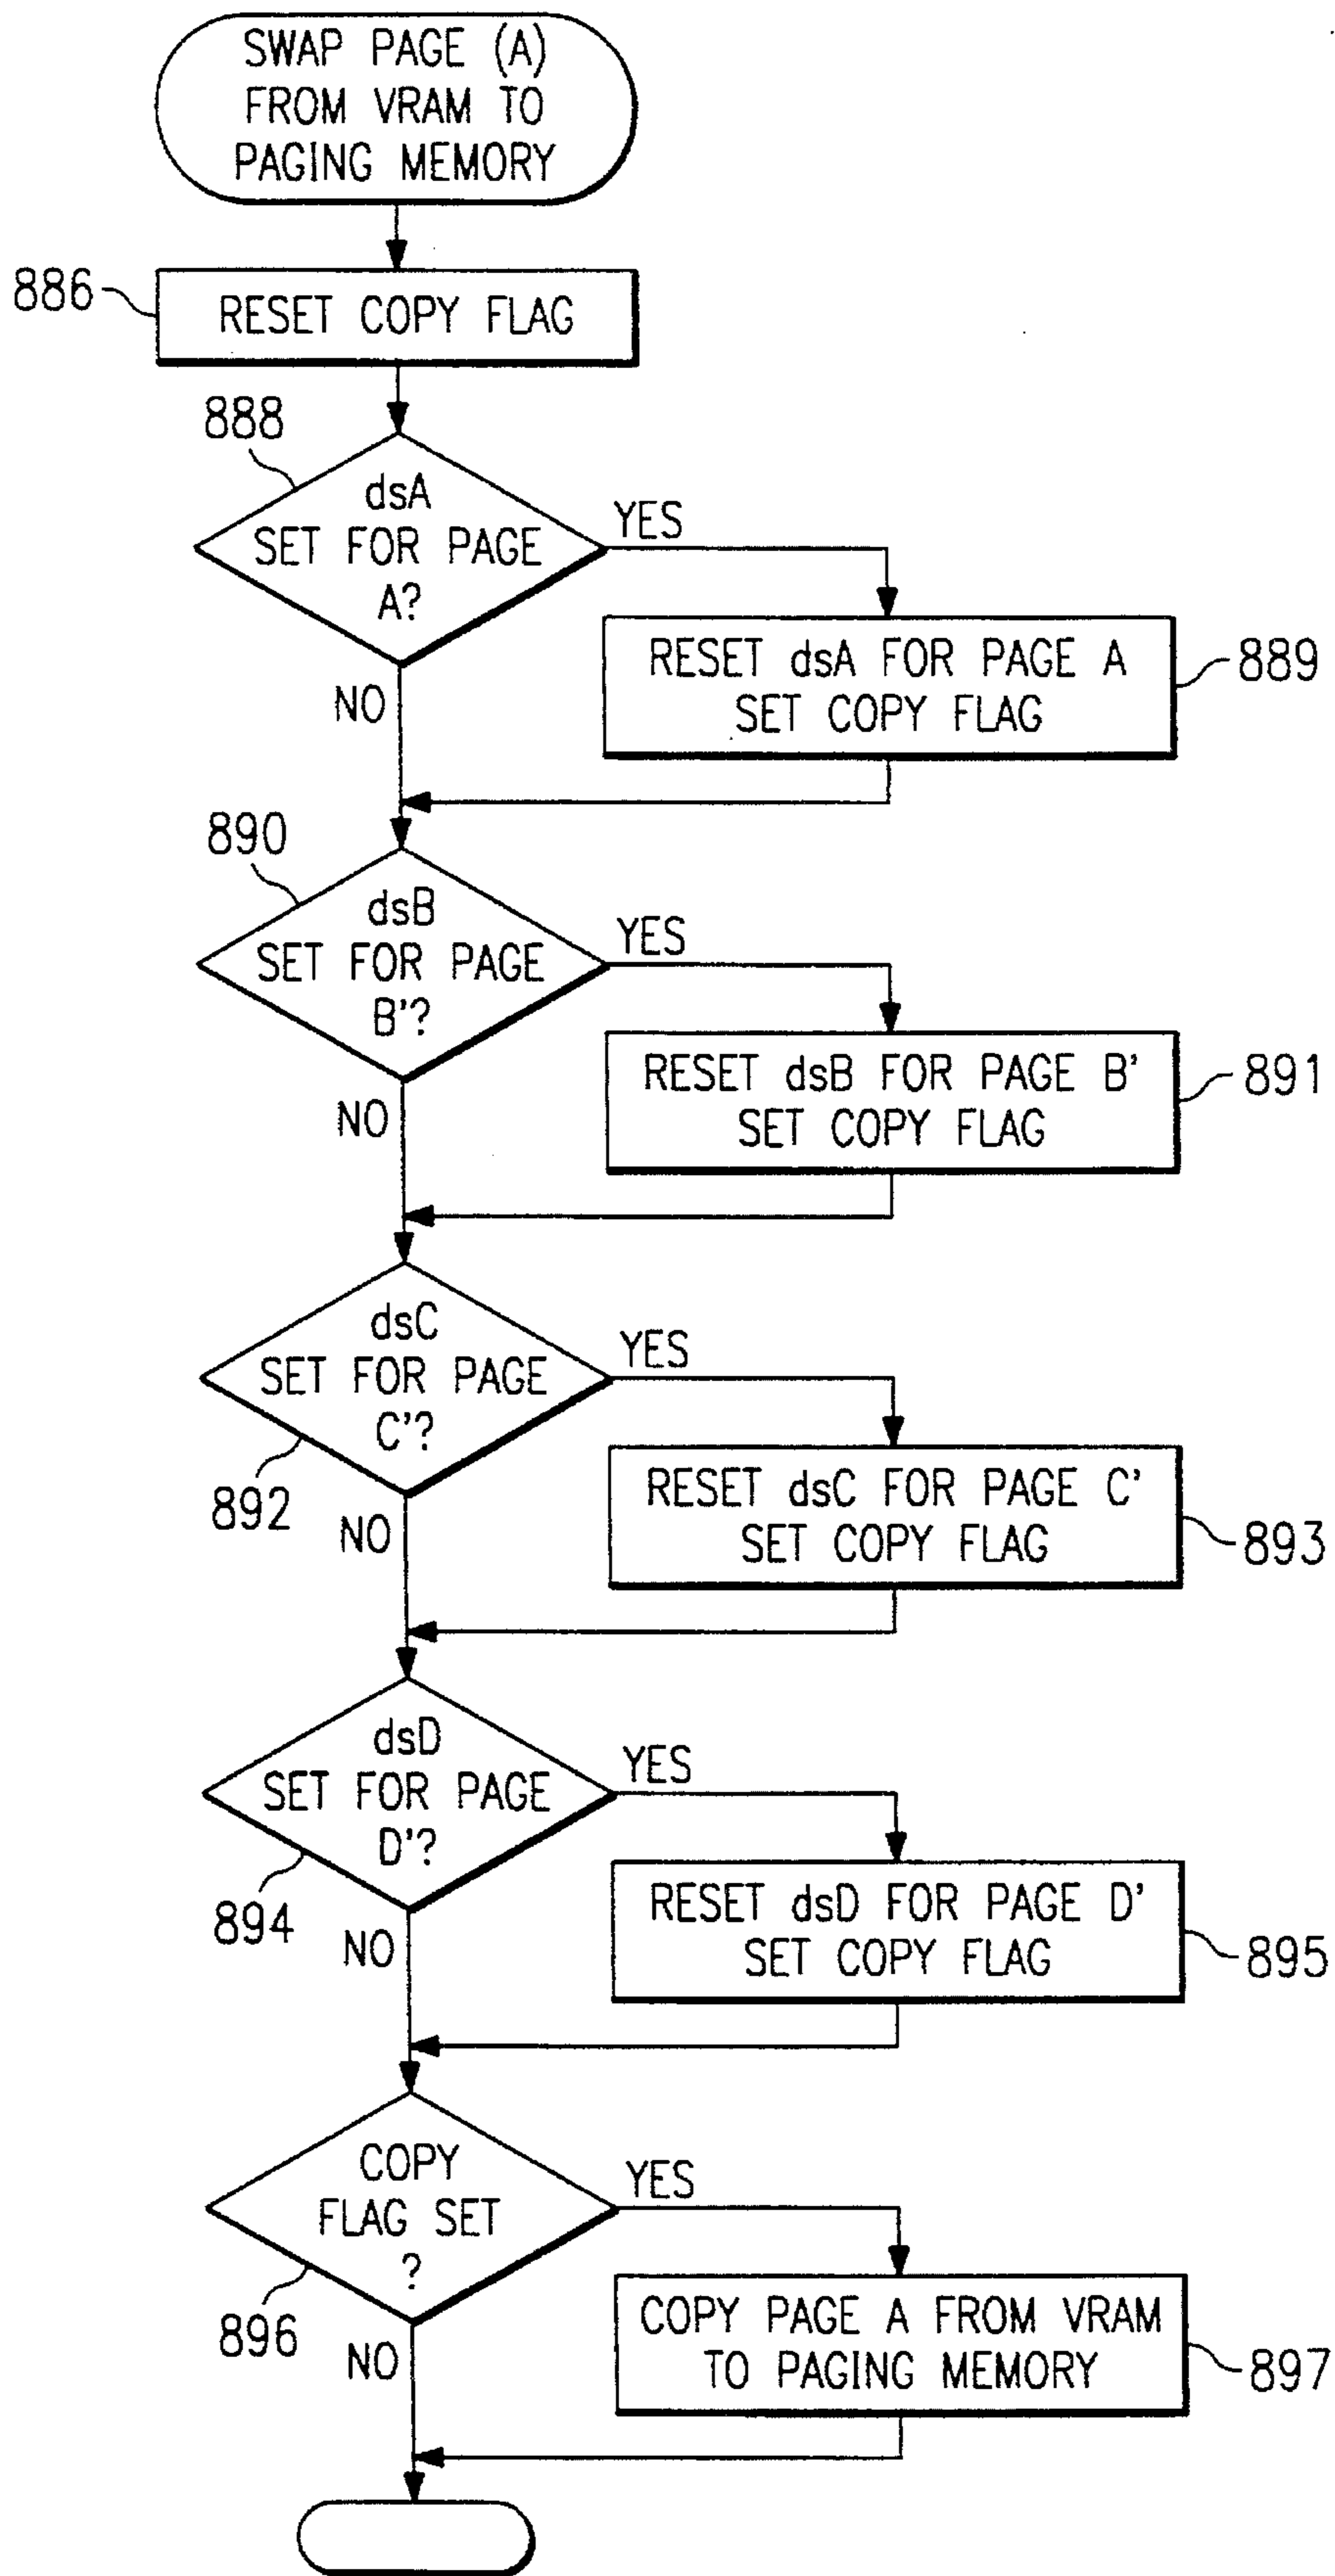 SWAP PAGE (A)
FROM VRAM TO
PAGING MEMORY
886
RESET COPY FLAG
888
dsA
SET FOR PAGE
A?
YES
NO
RESET dsA FOR PAGE A
SET COPY FLAG
889
890
dsB
SET FOR PAGE
B'?
YES
NO
RESET dsB FOR PAGE B'
SET COPY FLAG
891
dsC
SET FOR PAGE
C'?
YES
892
NO
RESET dsC FOR PAGE C'
SET COPY FLAG
893
dsD
SET FOR PAGE
D'?
YES
894
NO
RESET dsD FOR PAGE D'
SET COPY FLAG
895
COPY
FLAG SET
?
YES
896
NO
COPY PAGE A FROM VRAM
TO PAGING MEMORY
897